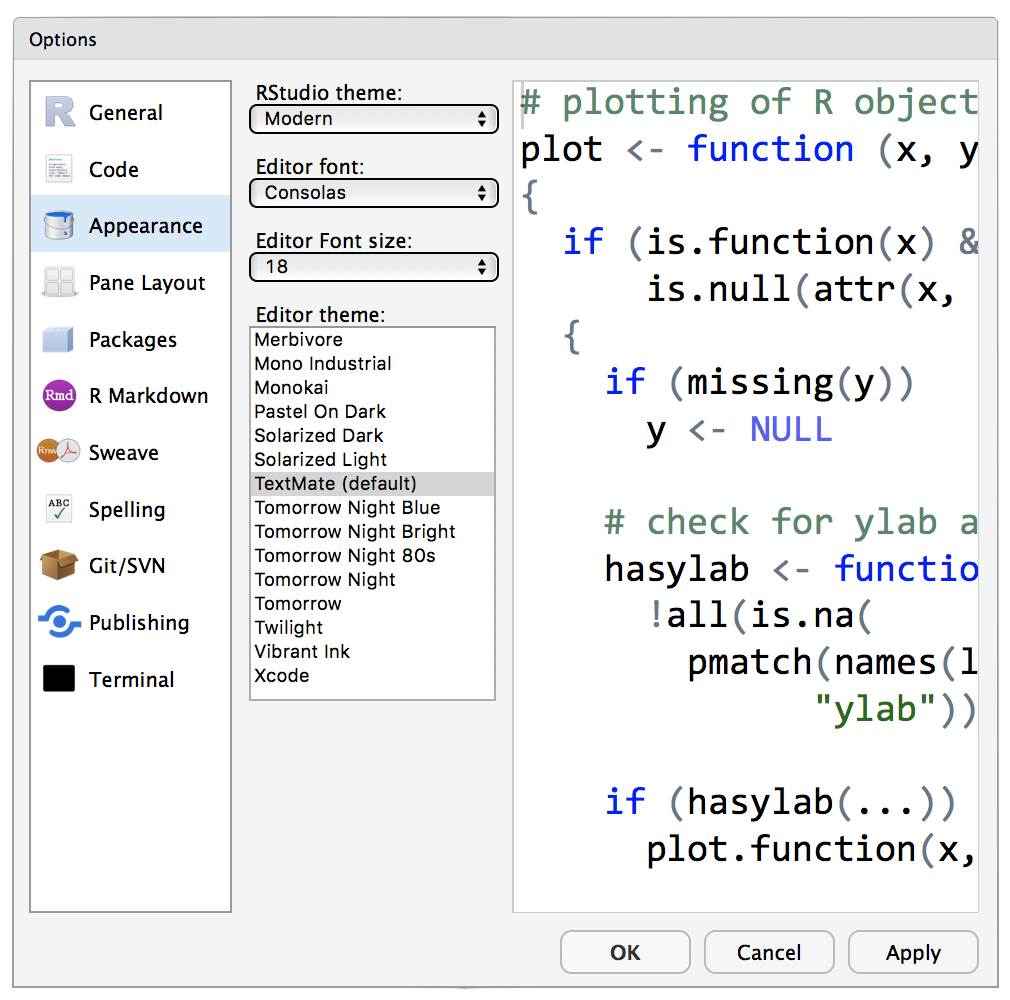 Options
General
Code
Appearance
Pane Layout
Packages
Rmd
R Markdown
Rnw
Sweave
ABC
Spelling
Git/SVN
Publishing
Terminal
RStudio theme:
Modern
Editor font:
Consolas
Editor Font size:
18
Editor theme:
Merbivore
Mono Industrial
Monokai
Pastel On Dark
Solarized Dark
Solarized Light
TextMate (default)
Tomorrow Night Blue
Tomorrow Night Bright
Tomorrow Night 80s
Tomorrow Night
Tomorrow
Twilight
Vibrant Ink
Xcode
# plotting of R object
plot <- function (x, y
{
  if (is.function(x) &
      is.null(attr(x,
  {
    if (missing(y))
      y <- NULL
    # check for ylab a
    hasylab <- functio
      !all(is.na(
        pmatch(names(l
              "ylab"))
    if (hasylab(...))
      plot.function(x,
OK
Cancel
Apply